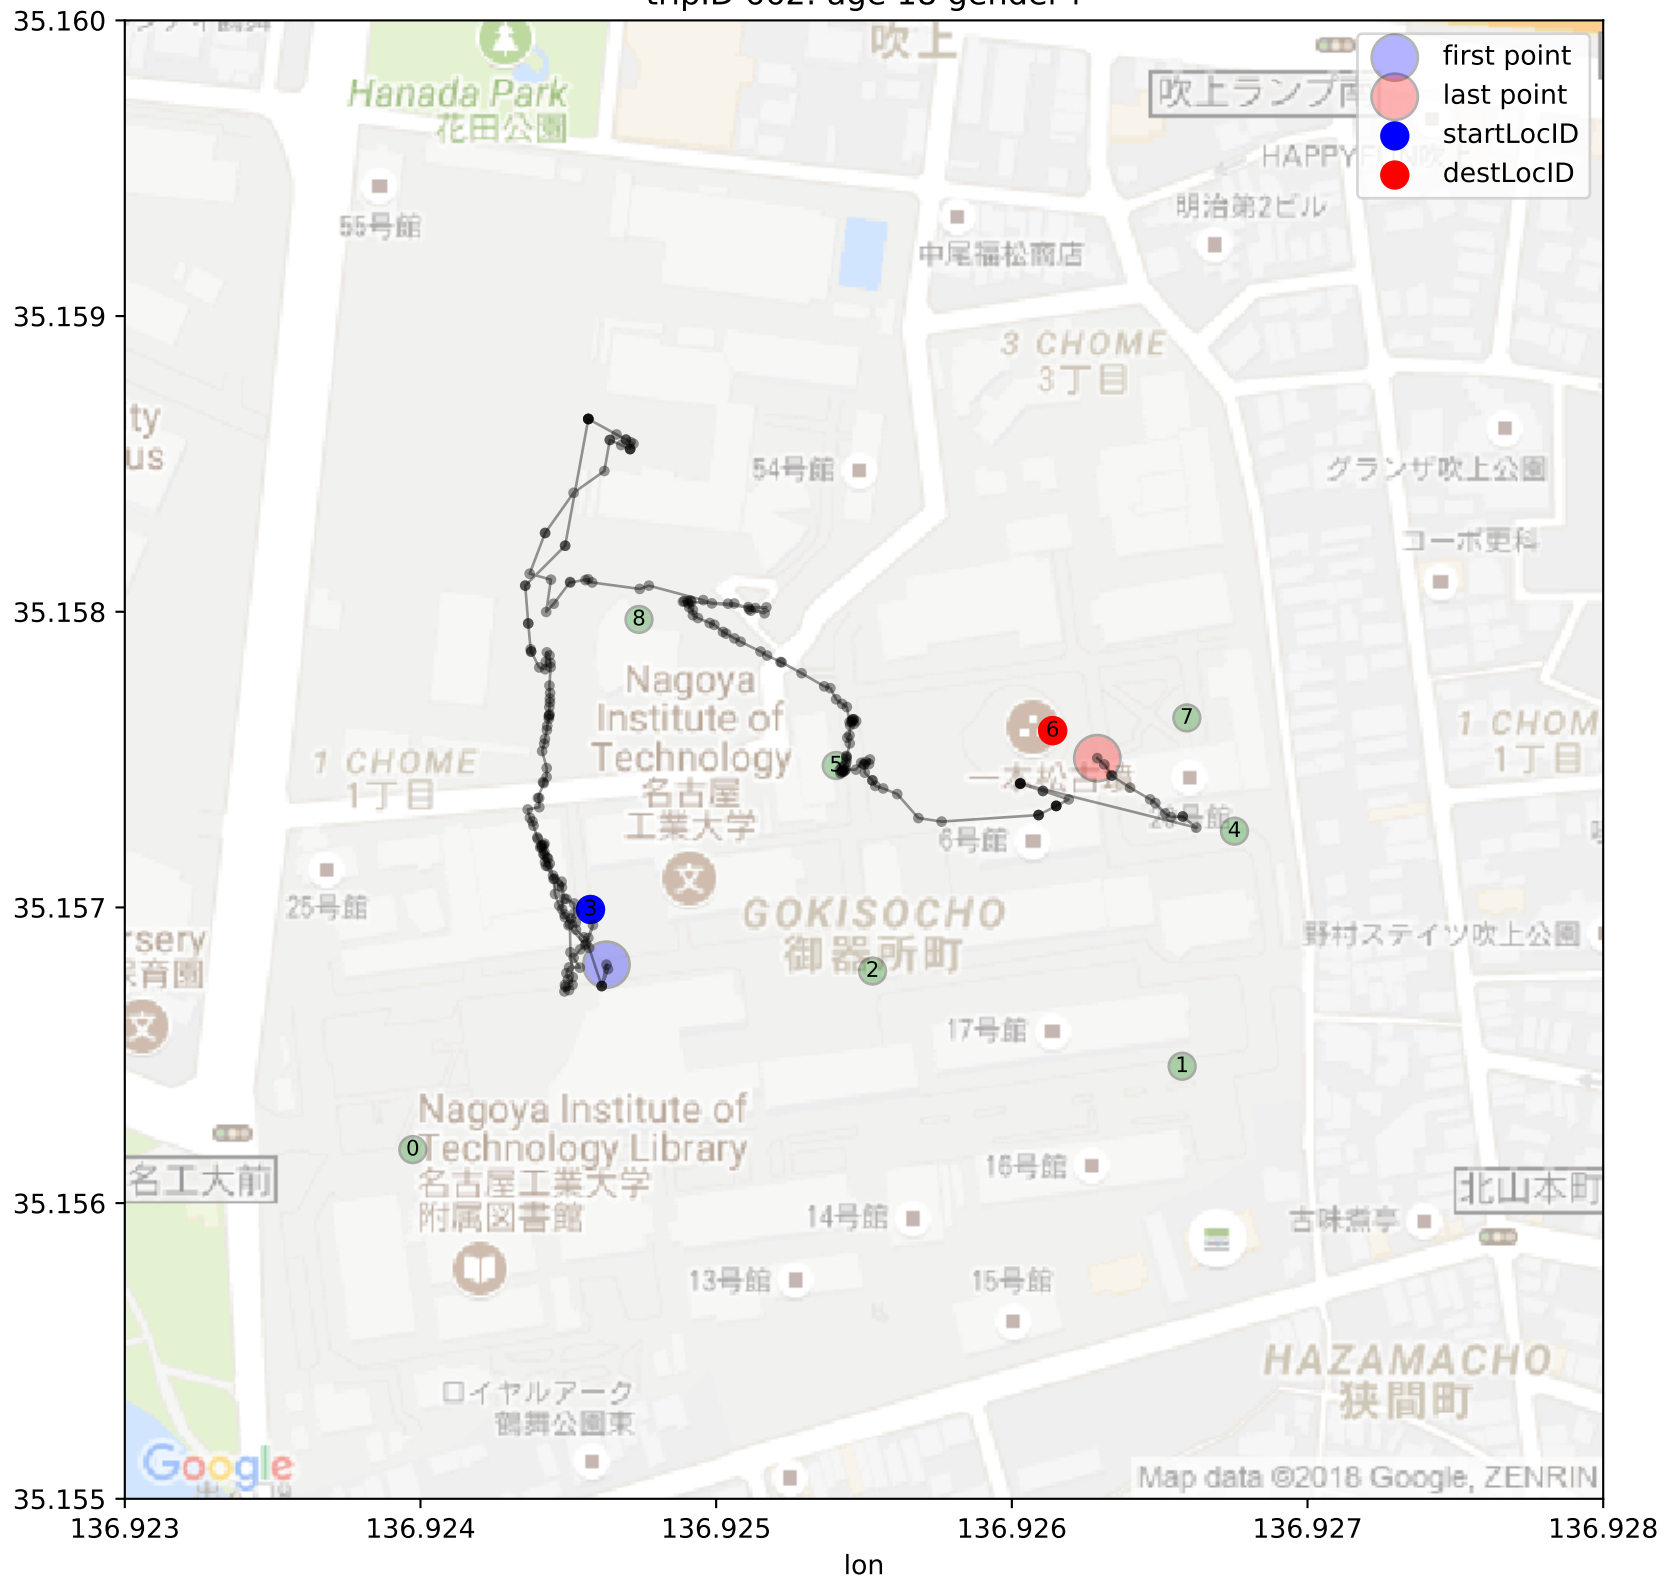 35.160
35.159
35.158
35.157
35.156
35.155
136.923
136.924
136.925
136.926
136.927
136.928
lon
first point
last point
startLocID
destLocID
吹上
Hanada Park
花田公園
吹上ランプ
55号館
明治第2ビル
中尾福松商店
3 CHOME
3丁目
ty
us
54号館
グランザ吹上公園
コーポ更科
8
Nagoya
Institute of
Technology
名古屋
工業大学
7
6
5
4
1 CHOME
1丁目
1 CHOM
1丁目
6号館
25号館
3
GOKISOCHO
御器所町
2
野村ステイツ吹上公園
rsery
保育園
17号館
1
Nagoya Institute of
Technology Library
名古屋工業大学
附属図書館
0
名工大前
16号館
北山本町
14号館
古味煮亭
13号館
15号館
HAZAMACHO
狭間町
ロイヤルアーク
鶴舞公園東
Google
Map data ©2018 Google, ZENRIN